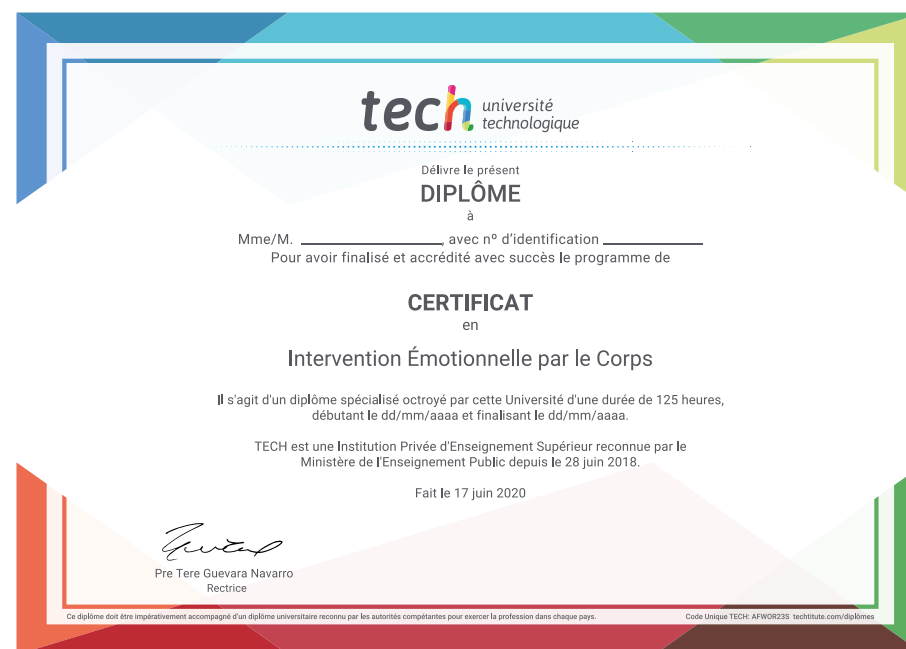 tech université
technologique
Délivre le présent
DIPLÔME
à
Mme/M. ____________________, avec nº d'identification ______________
Pour avoir finalisé et accrédité avec succès le programme de
CERTIFICAT
en
Intervention Émotionnelle par le Corps
Il s'agit d'un diplôme spécialisé octroyé par cette Université d'une durée de 125 heures,
débutant le dd/mm/aaaa et finalisant le dd/mm/aaaa.
TECH est une Institution Privée d'Enseignement Supérieur reconnue par le
Ministère de l'Enseignement Public depuis le 28 juin 2018.
Fait le 17 juin 2020
Pre Tere Guevara Navarro
Rectrice
Ce diplôme doit être impérativement accompagné d'un diplôme universitaire reconnu par les autorités compétentes pour exercer la profession dans chaque pays.
Code Unique TECH: AFWOR23S techtitute.com/diplômes